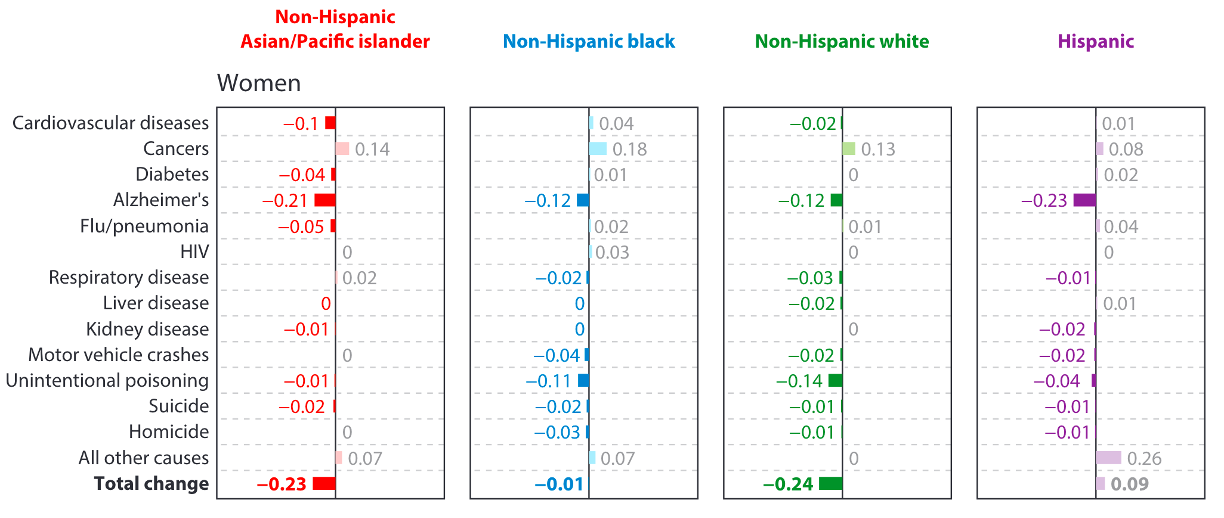 Non-Hispanic
Asian/Pacific islander Non-Hispanic black Non-Hispanic white Hispanic
Women
Cardiovascular diseases −0.1 0.04 −0.02 0.01
Cancers 0.14 0.18 0.13 0.08
Diabetes −0.04 0.01 0 0.02
Alzheimer's −0.21 −0.12 −0.12 −0.23
Flu/pneumonia −0.05 0.02 0.01 0.04
HIV 0 0.03 0 0
Respiratory disease 0.02 −0.02 −0.03 −0.01
Liver disease 0 0 −0.02 0.01
Kidney disease −0.01 0 0 −0.02
Motor vehicle crashes 0 −0.04 −0.02 −0.02
Unintentional poisoning −0.01 −0.11 −0.14 −0.04
Suicide −0.02 −0.02 −0.01 −0.01
Homicide 0 −0.03 −0.01 −0.01
All other causes 0.07 0.07 0 0.26
Total change −0.23 −0.01 −0.24 0.09